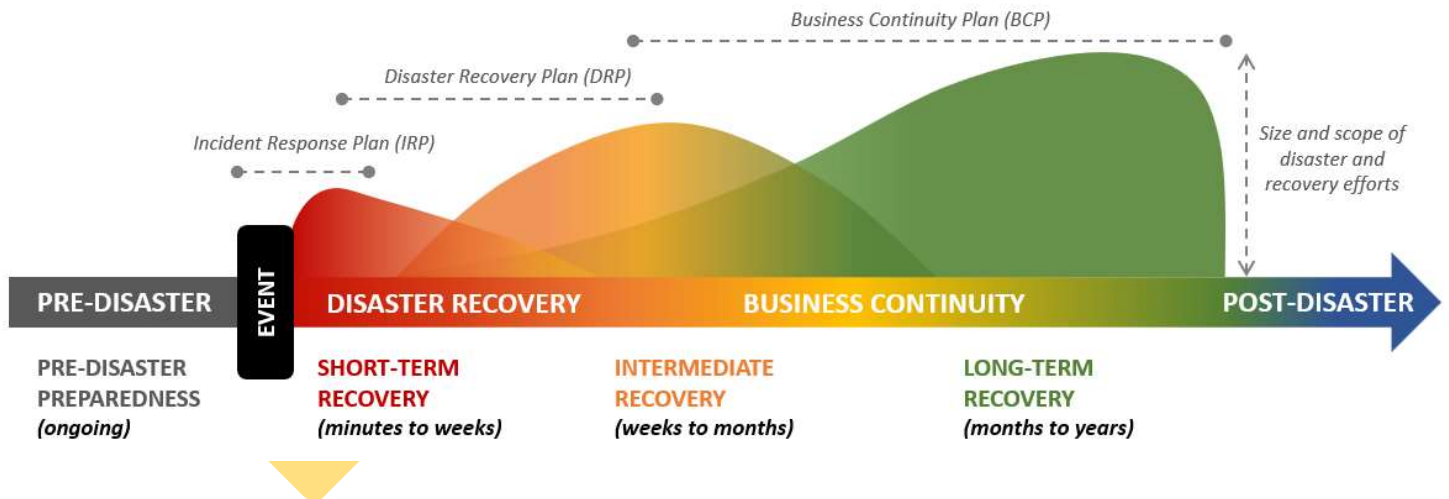 Business Continuity Plan (BCP)
Disaster Recovery Plan (DRP)
Incident Response Plan (IRP)
Size and scope of
disaster and
recovery efforts
EVENT
PRE-DISASTER
DISASTER RECOVERY
BUSINESS CONTINUITY
POST-DISASTER
PRE-DISASTER
PREPAREDNESS
(ongoing)
SHORT-TERM
RECOVERY
(minutes to weeks)
INTERMEDIATE
RECOVERY
(weeks to months)
LONG-TERM
RECOVERY
(months to years)